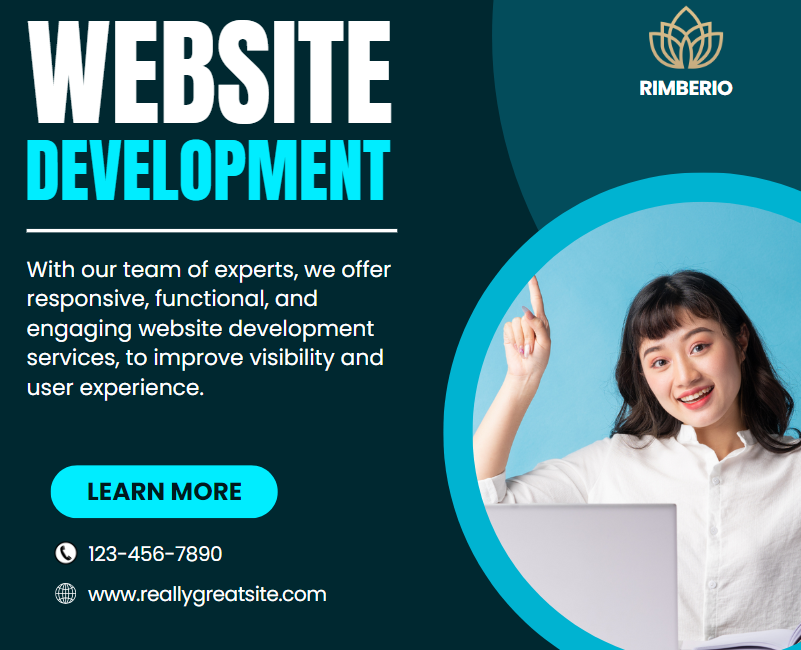 WEBSITE
DEVELOPMENT
RIMBERIO
With our team of experts, we offer
responsive, functional, and
engaging website development
services, to improve visibility and
user experience.
LEARN MORE
123-456-7890
www.reallygreatsite.com